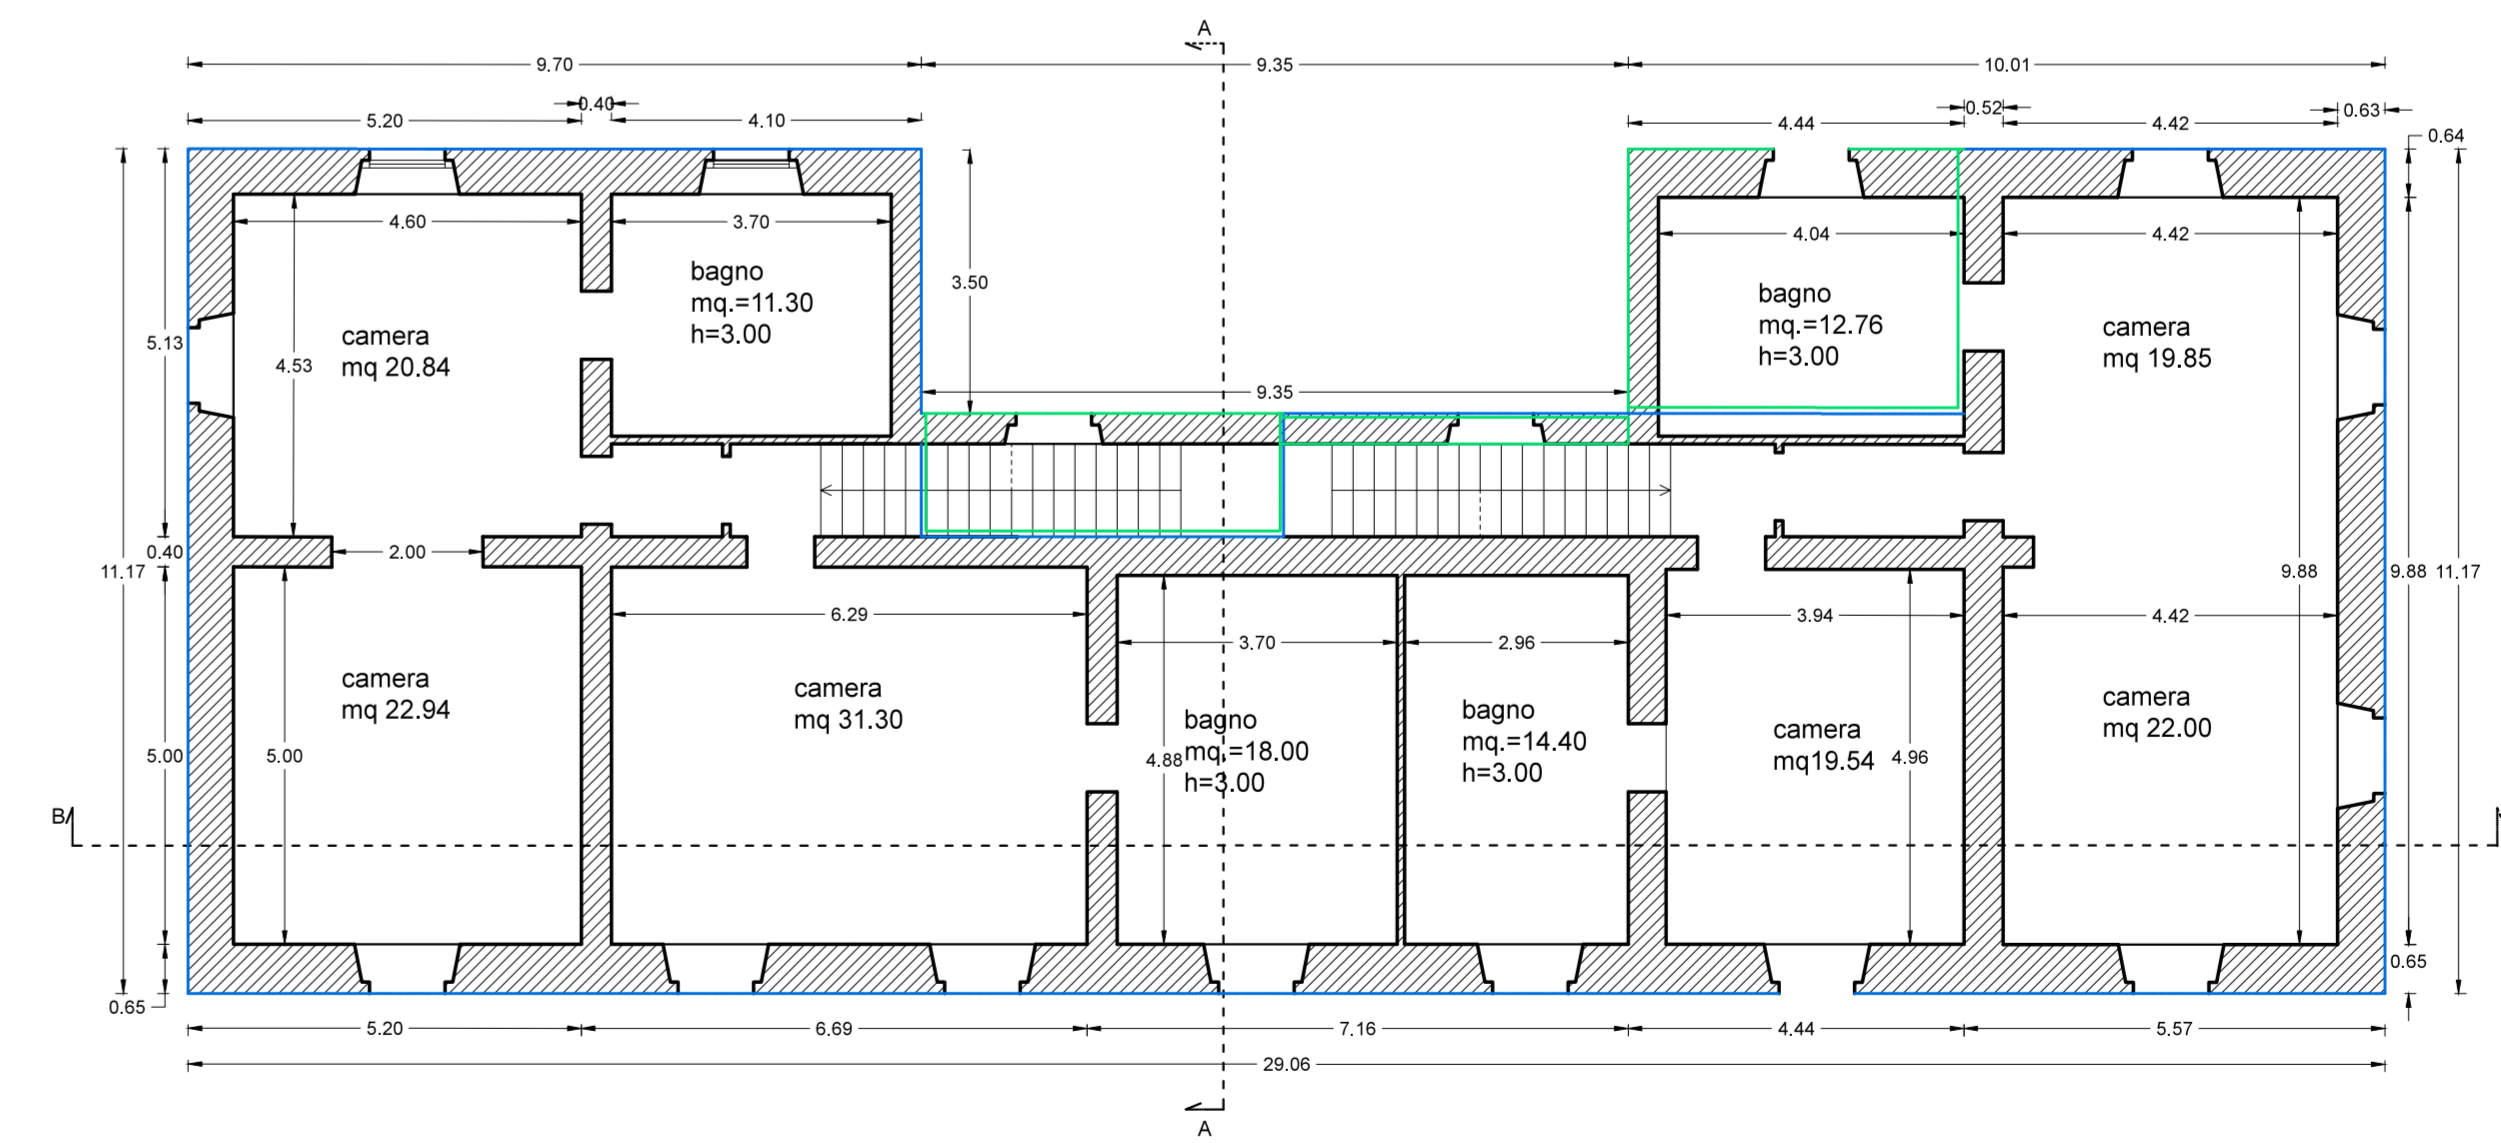 A
9.70
9.35
10.01
0.40
0.52
0.63
5.20
4.10
4.44
4.42
0.64
4.60
3.70
4.04
4.42
bagno
mq.=11.30
h=3.00
3.50
bagno
mq.=12.76
h=3.00
camera
mq 20.84
5.13
4.53
camera
mq 19.85
9.35
0.40
2.00
11.17
9.88
9.88
11.17
6.29
3.94
4.42
3.70
2.96
camera
mq 22.94
camera
mq 31.30
bagno
mq.=18.00
h=3.00
bagno
mq.=14.40
h=3.00
camera
mq19.54
camera
mq 22.00
5.00
5.00
4.88
4.96
B
0.65
0.65
5.20
6.69
7.16
4.44
5.57
29.06
A